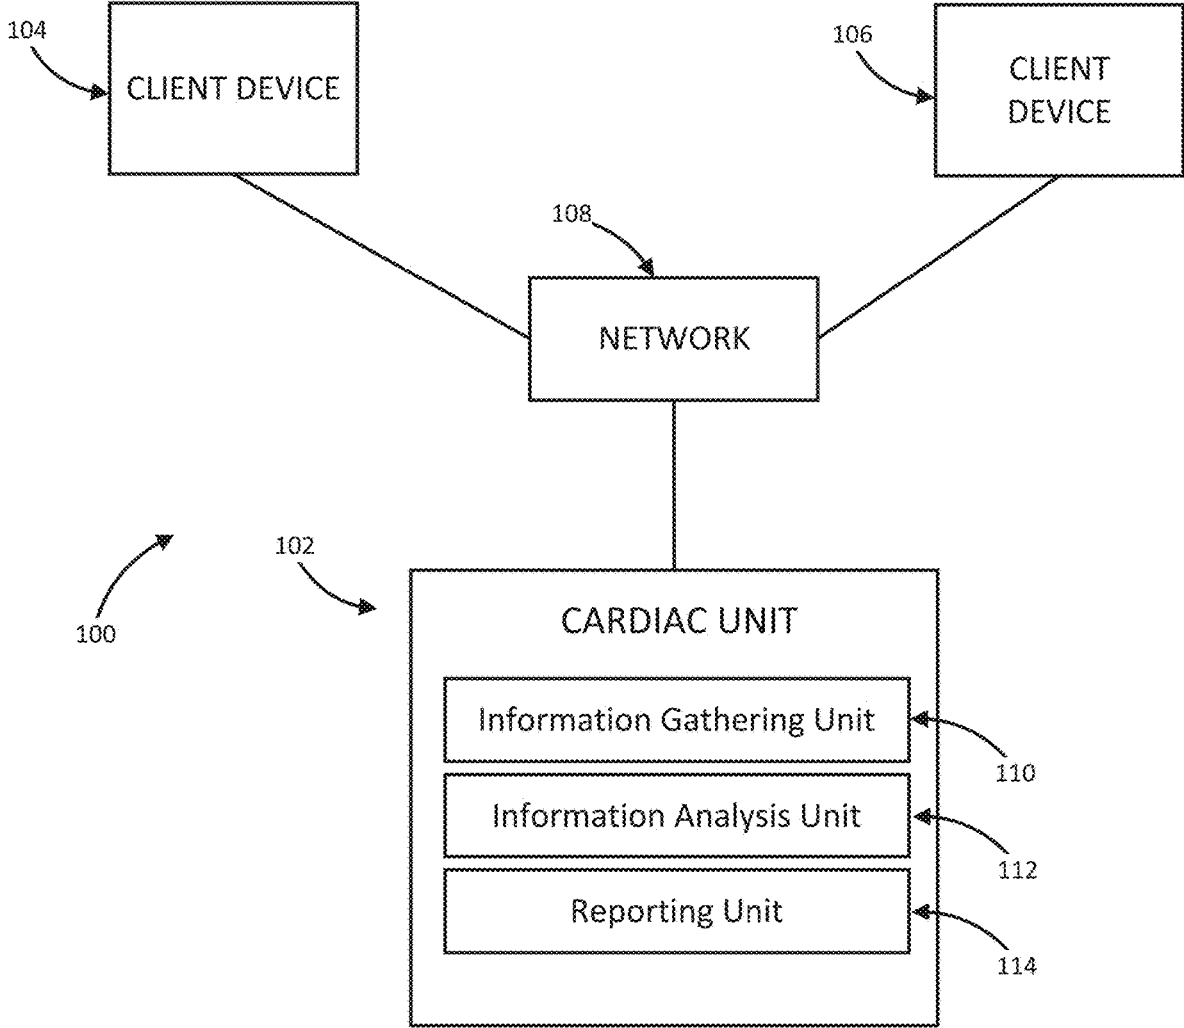 104
CLIENT DEVICE
106
CLIENT
DEVICE
108
NETWORK
100
102
CARDIAC UNIT
Information Gathering Unit
110
Information Analysis Unit
112
Reporting Unit
114